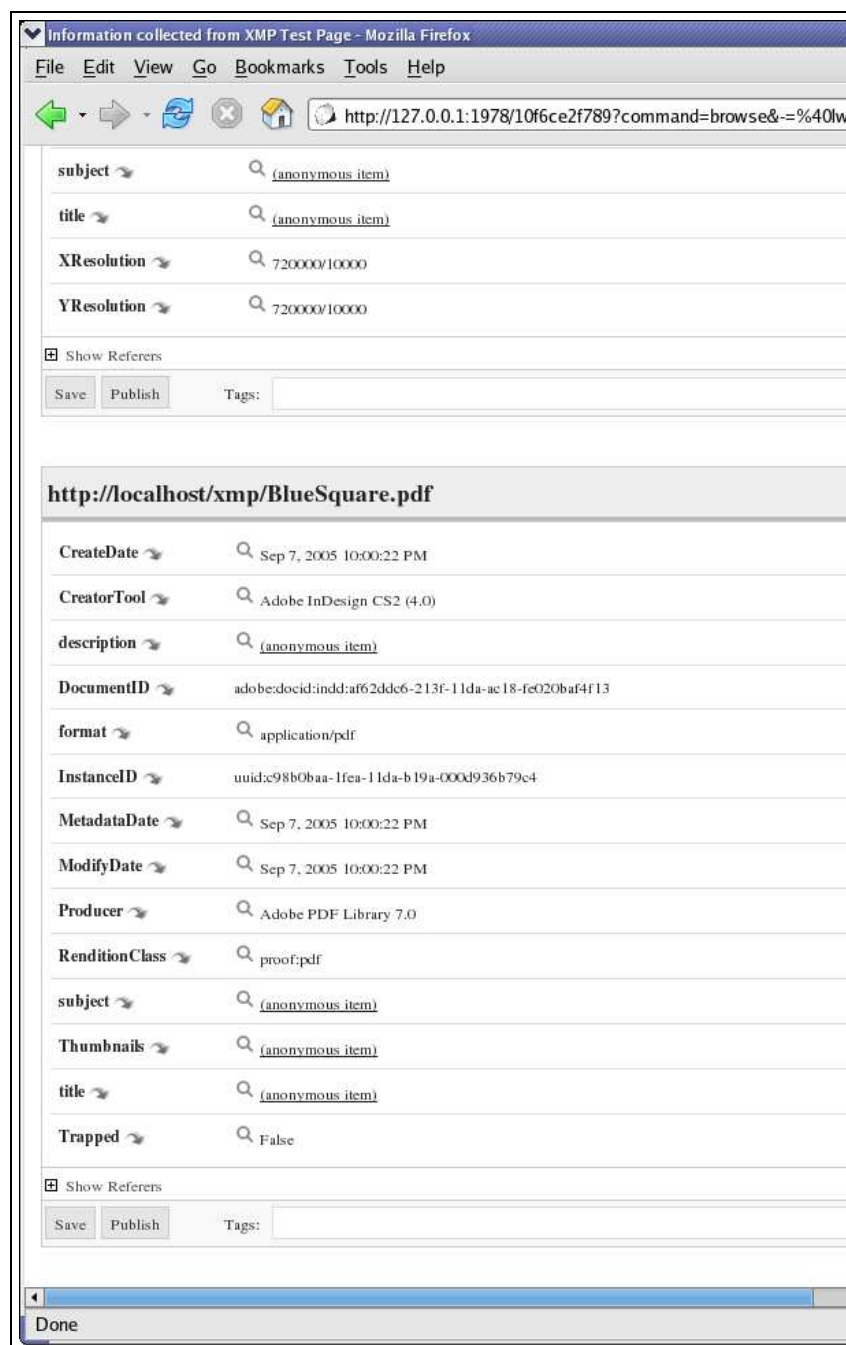 Information collected from XMP Test Page - Mozilla Firefox
File Edit View Go Bookmarks Tools Help
http://127.0.0.1:1978/10f6ce2f789?command=browse&-=%40lw
subject (anonymous item)
title (anonymous item)
XResolution 720000/10000
YResolution 720000/10000
Show Referers
Save Publish Tags:
http://localhost/xmp/BlueSquare.pdf
CreateDate Sep 7, 2005 10:00:22 PM
CreatorTool Adobe InDesign CS2 (4.0)
description (anonymous item)
DocumentID adobe:docid:indd:af62ddc6-213f-11da-ac18-fe020baf4f13
format application/pdf
InstanceID uuid:c98b0baa-1fea-11da-b19a-000d936b79c4
MetadataDate Sep 7, 2005 10:00:22 PM
ModifyDate Sep 7, 2005 10:00:22 PM
Producer Adobe PDF Library 7.0
RenditionClass proof:pdf
subject (anonymous item)
Thumbnails (anonymous item)
title (anonymous item)
Trapped False
Show Referers
Save Publish Tags:
Done